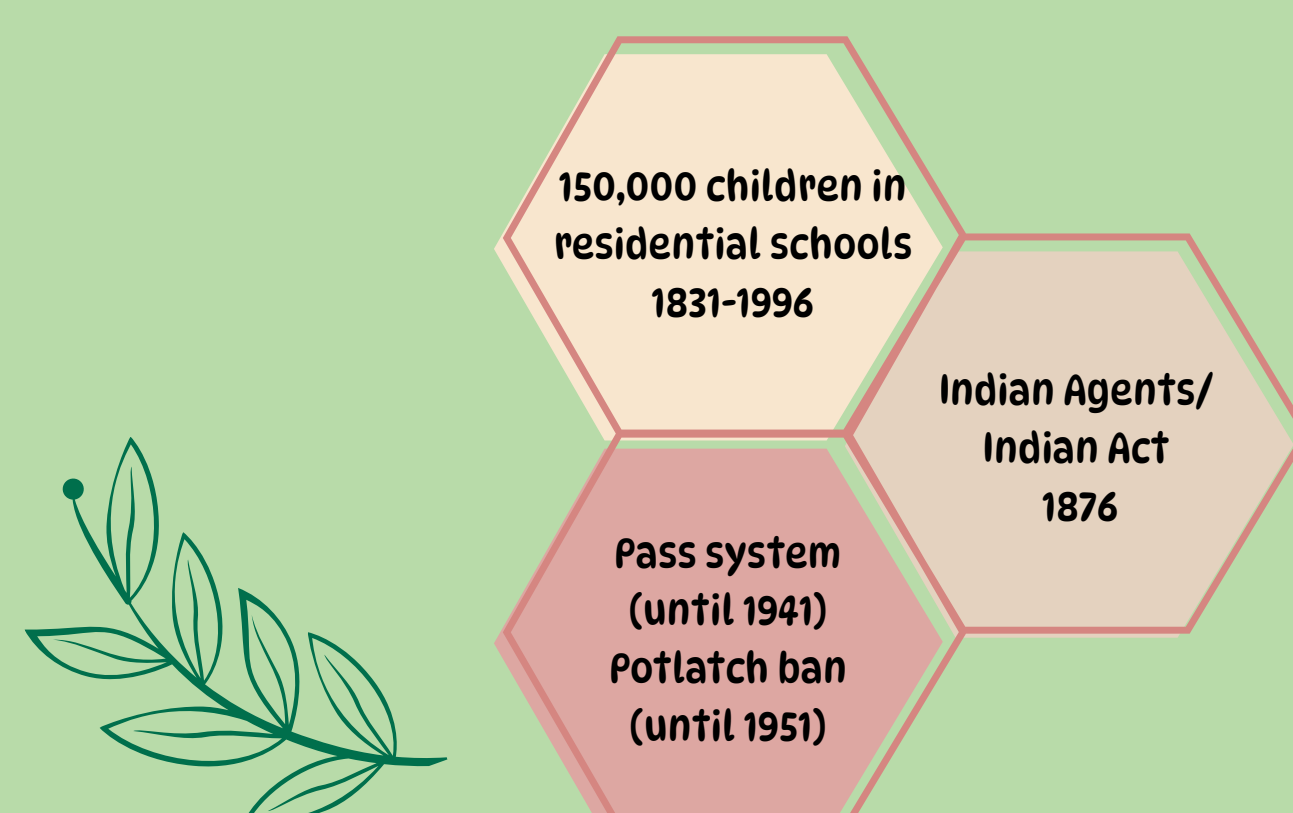 150,000 children in
residential schools
1831-1996
Indian Agents/
Indian Act
1876
Pass system
(until 1941)
Potlatch ban
(until 1951)